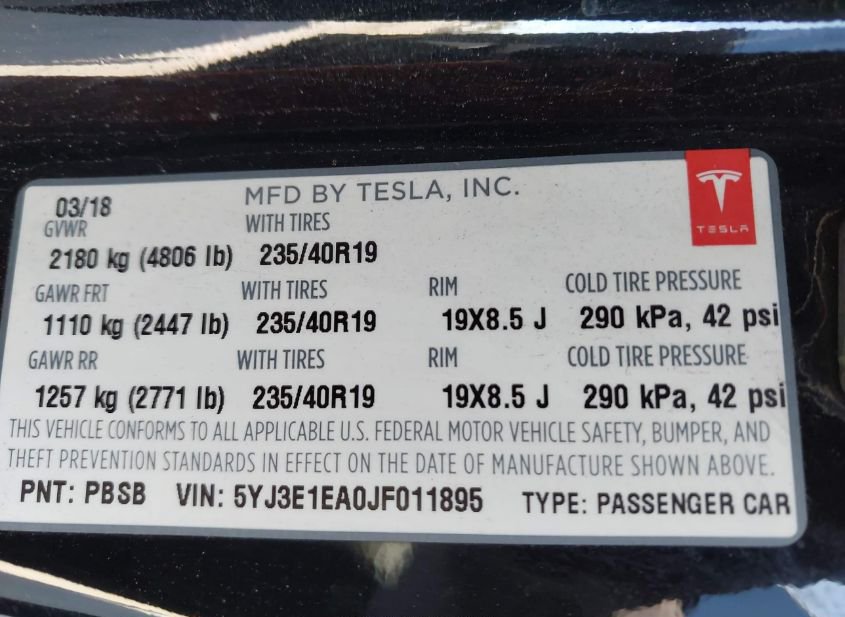 03/18 MFD BY TESLA, INC.
TESLA
GVWR WITH TIRES
2180 kg (4806 lb) 235/40R19
GAWR FRT WITH TIRES RIM COLD TIRE PRESSURE
1110 kg (2447 lb) 235/40R19 19X8.5 J 290 kPa, 42 psi
GAWR RR WITH TIRES RIM COLD TIRE PRESSURE
1257 kg (2771 lb) 235/40R19 19X8.5 J 290 kPa, 42 psi
THIS VEHICLE CONFORMS TO ALL APPLICABLE U.S. FEDERAL MOTOR VEHICLE SAFETY, BUMPER, AND
THEFT PREVENTION STANDARDS IN EFFECT ON THE DATE OF MANUFACTURE SHOWN ABOVE.
PNT: PBSB VIN: 5YJ3E1EA0JF011895 TYPE: PASSENGER CAR